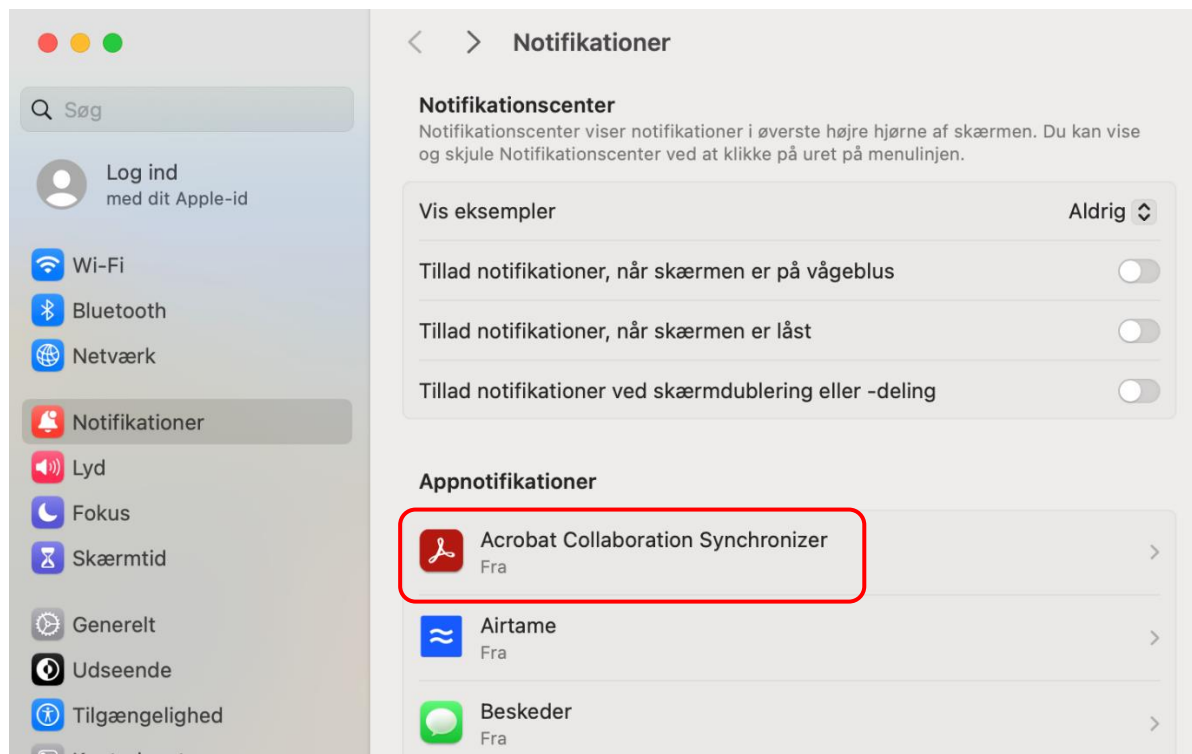 Søg
Log ind
med dit Apple-id
Wi-Fi
Bluetooth
Netværk
Notifikationer
Lyd
Fokus
Skærmtid
Generelt
Udseende
Tilgængelighed
Notifikationer
Notifikationscenter
Notifikationscenter viser notifikationer i øverste højre hjørne af skærmen. Du kan vise
og skjule Notifikationscenter ved at klikke på uret på menulinjen.
Vis eksempler Aldrig
Tillad notifikationer, når skærmen er på vågeblus
Tillad notifikationer, når skærmen er låst
Tillad notifikationer ved skærmdublering eller -deling
Appnotifikationer
Acrobat Collaboration Synchronizer
Fra
Airtame
Fra
Beskeder
Fra